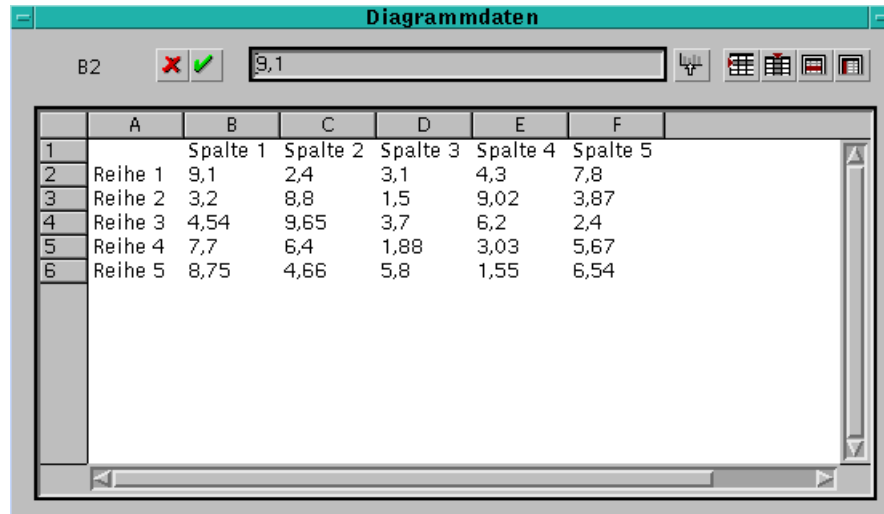 Diagrammdaten
B2 9,1
A B C D E F
1 Spalte 1 Spalte 2 Spalte 3 Spalte 4 Spalte 5
2 Reihe 1 9,1 2,4 3,1 4,3 7,8
3 Reihe 2 3,2 8,8 1,5 9,02 3,87
4 Reihe 3 4,54 9,65 3,7 6,2 2,4
5 Reihe 4 7,7 6,4 1,88 3,03 5,67
6 Reihe 5 8,75 4,66 5,8 1,55 6,54